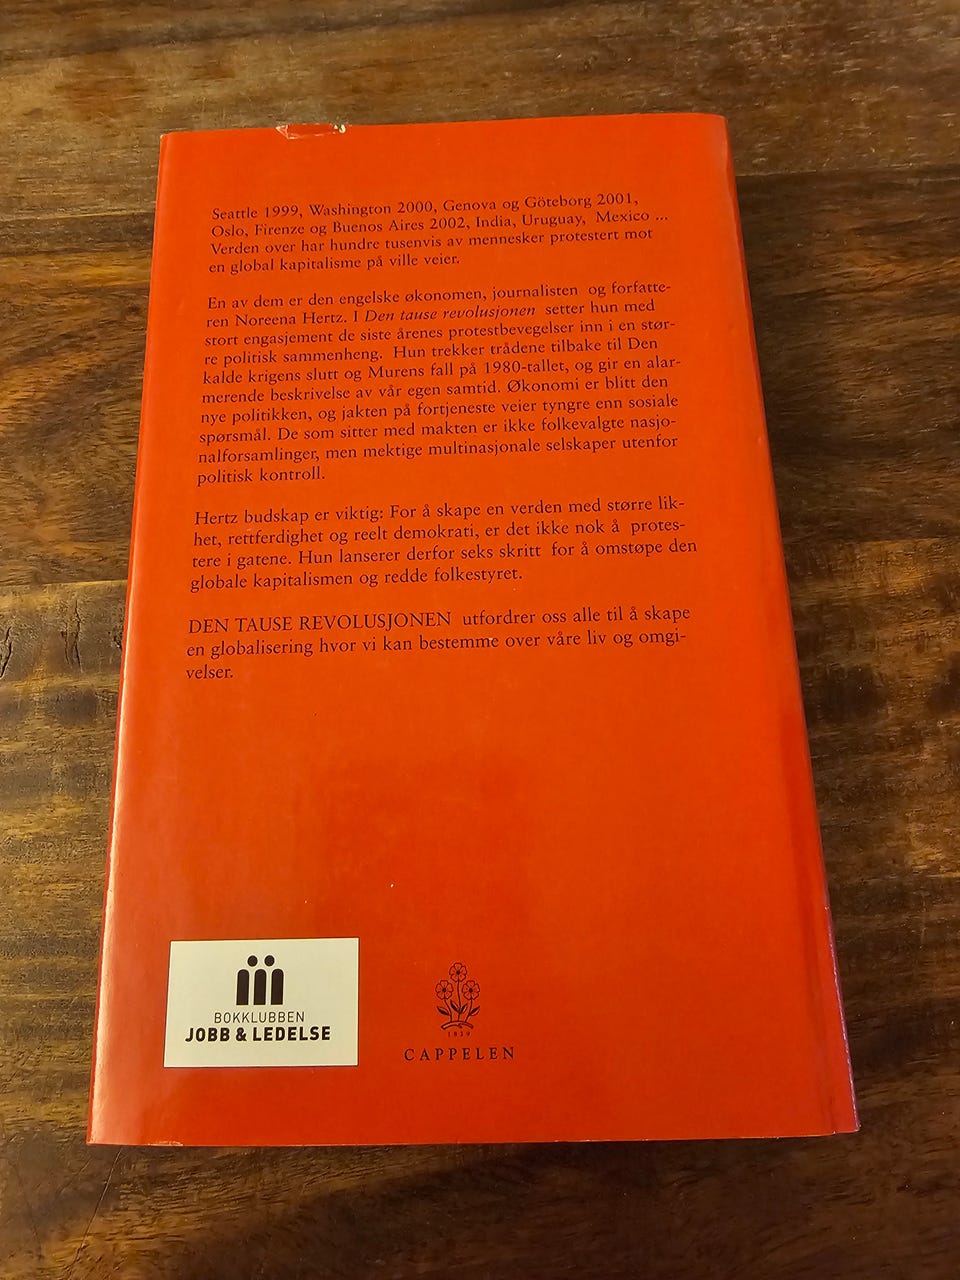 Seattle 1999, Washington 2000, Genova og Göteborg 2001,
Oslo, Firenze og Buenos Aires 2002, India, Uruguay, Mexico ...
Verden over har hundre tusenvis av mennesker protestert mot
en global kapitalisme på ville veier.
En av dem er den engelske økonomen, journalisten og forfatte-
ren Noreena Hertz. I Den tause revolusjonen setter hun med
stort engasjement de siste årenes protestbevegelser inn i en stør-
re politisk sammenheng. Hun trekker trådene tilbake til Den
kalde krigens slutt og Murens fall på 1980-tallet, og gir en alar-
merende beskrivelse av vår egen samtid. Økonomi er blitt den
nye politikken, og jakten på fortjeneste veier tyngre enn sosiale
spørsmål. De som sitter med makten er ikke folkevalgte nasjo-
nalforsamlinger, men mektige multinasjonale selskaper utenfor
politisk kontroll.
Hertz budskap er viktig: For å skape en verden med større lik-
het, rettferdighet og reelt demokrati, er det ikke nok å protes-
tere i gatene. Hun lanserer derfor seks skritt for å omstøpe den
globale kapitalismen og redde folkestyret.
DEN TAUSE REVOLUSJONEN utfordrer oss alle til å skape
en globalisering hvor vi kan bestemme over våre liv og omgi-
velser.
BOKKLUBBEN
JOBB & LEDELSE
1829
CAPPELEN